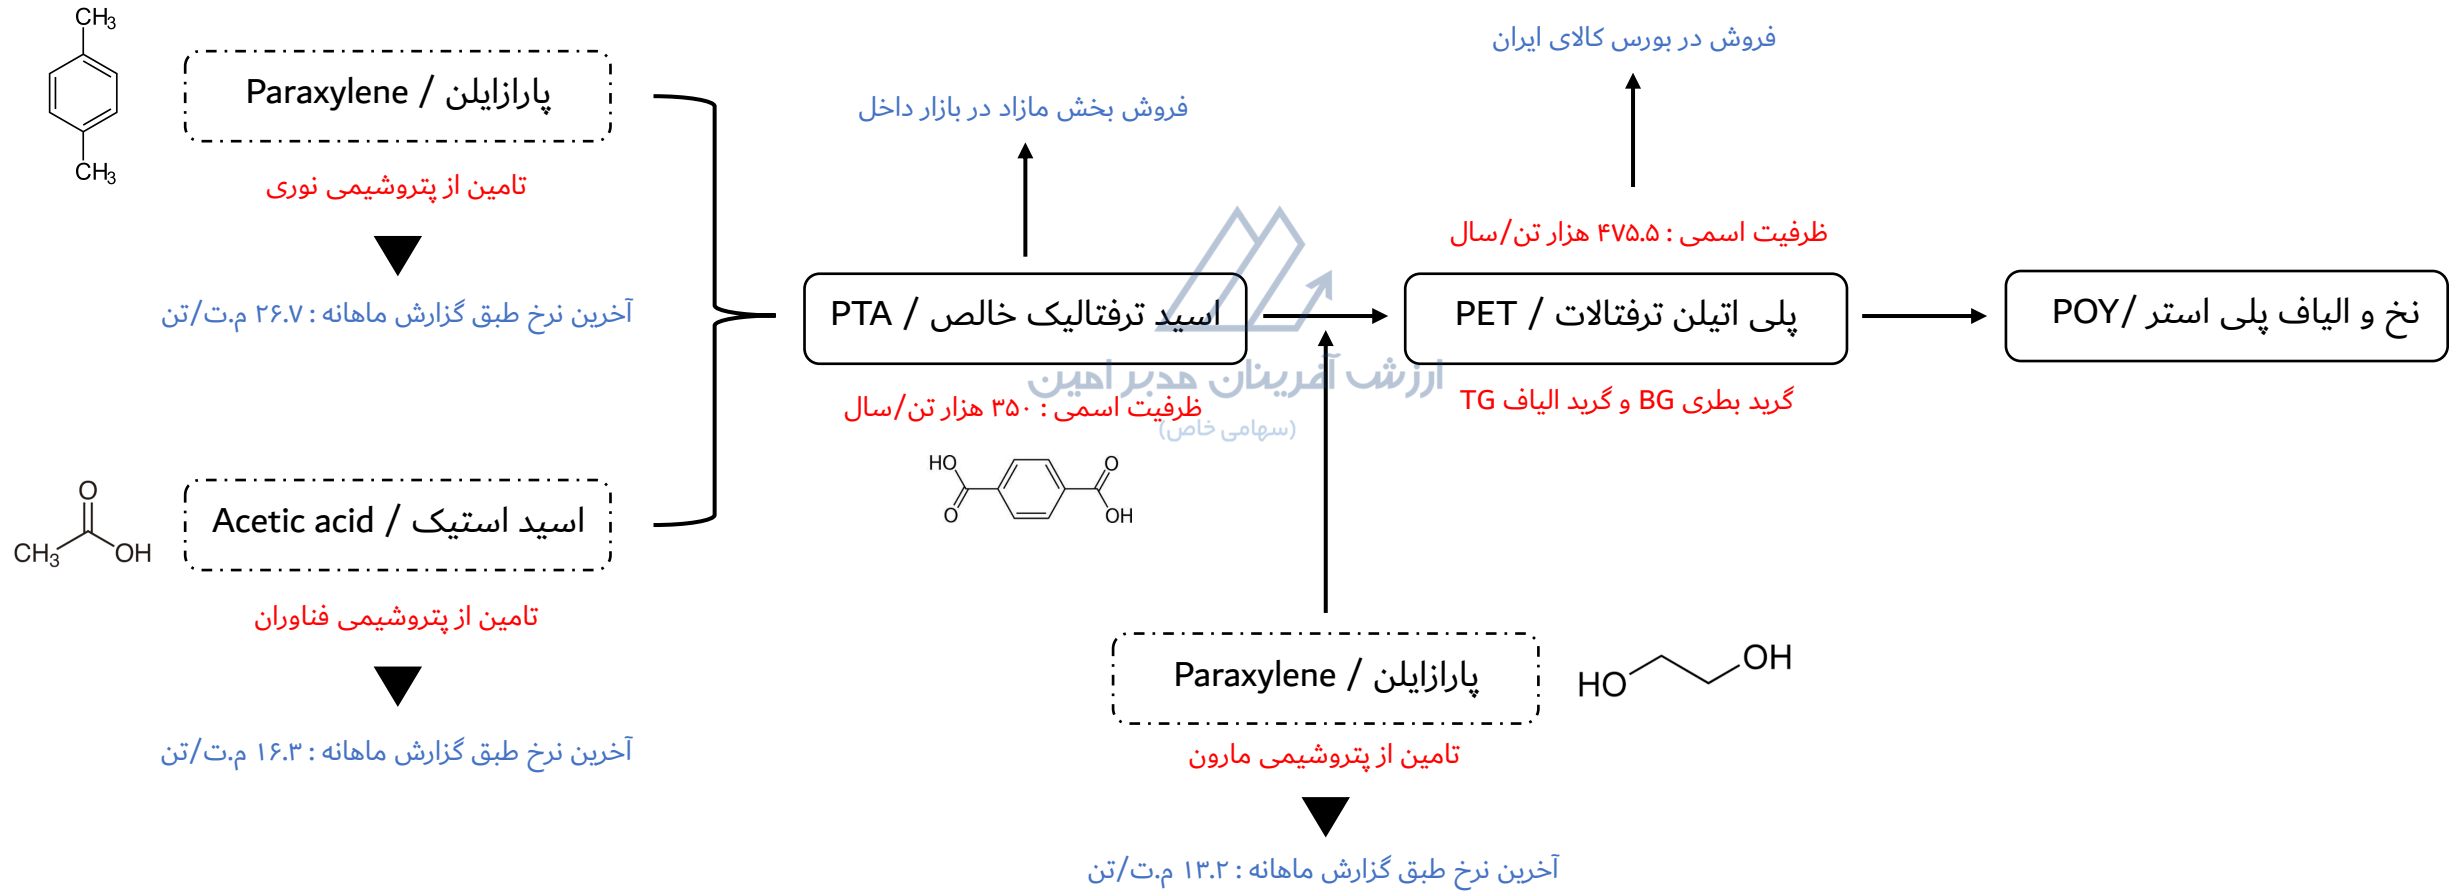 CH3
CH3
پارازایلن / Paraxylene
تامین از پتروشیمی نوری
آخرین نرخ طبق گزارش ماهانه : ۲۶.۷ م.ت/تن
O
CH3
OH
اسید استیک / Acetic acid
تامین از پتروشیمی فناوران
آخرین نرخ طبق گزارش ماهانه : ۱۶.۳ م.ت/تن
فروش بخش مازاد در بازار داخل
اسید ترفتالیک خالص / PTA
ظرفیت اسمی : ۳۵۰ هزار تن/سال
HO
O
O
OH
فروش در بورس کالای ایران
ظرفیت اسمی : ۴۷۵.۵ هزار تن/سال
پلی اتیلن ترفتالات / PET
گرید بطری BG و گرید الیاف TG
نخ و الیاف پلی استر /POY
ارزش آفرینان مدبر امین
(سهامی خاص)
پارازایلن / Paraxylene
HO
OH
تامین از پتروشیمی مارون
آخرین نرخ طبق گزارش ماهانه : ۱۳.۲ م.ت/تن